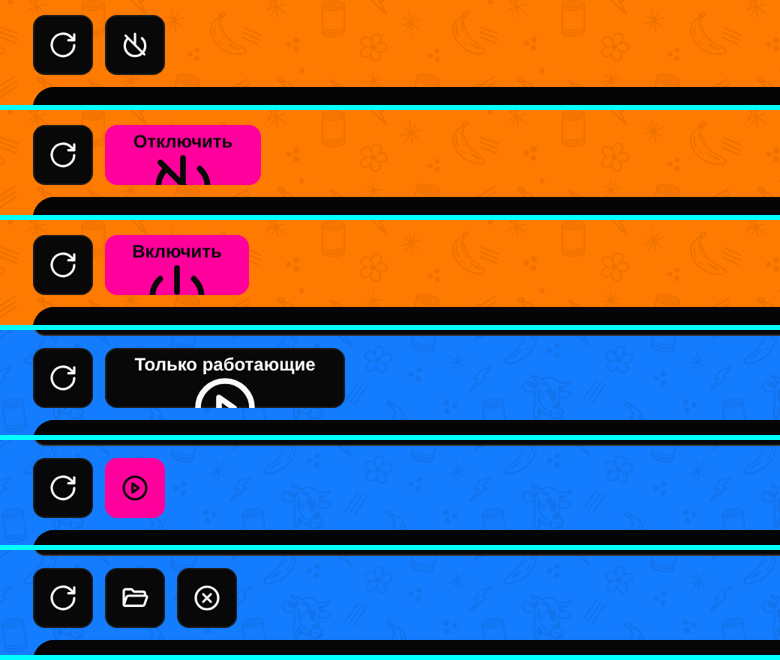 Отключить
Включить
Только работающие